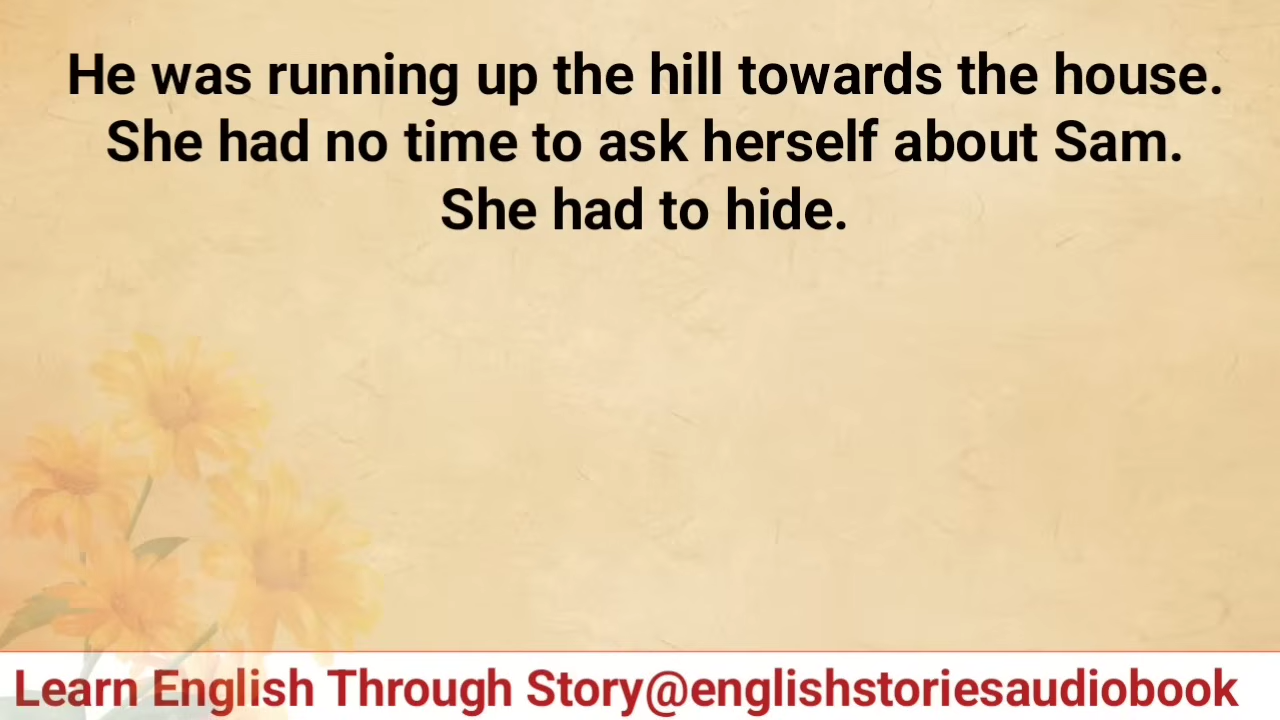 He was running up the hill towards the house.
She had no time to ask herself about Sam.
She had to hide.
Learn English Through Story@englishstoriesaudiobook